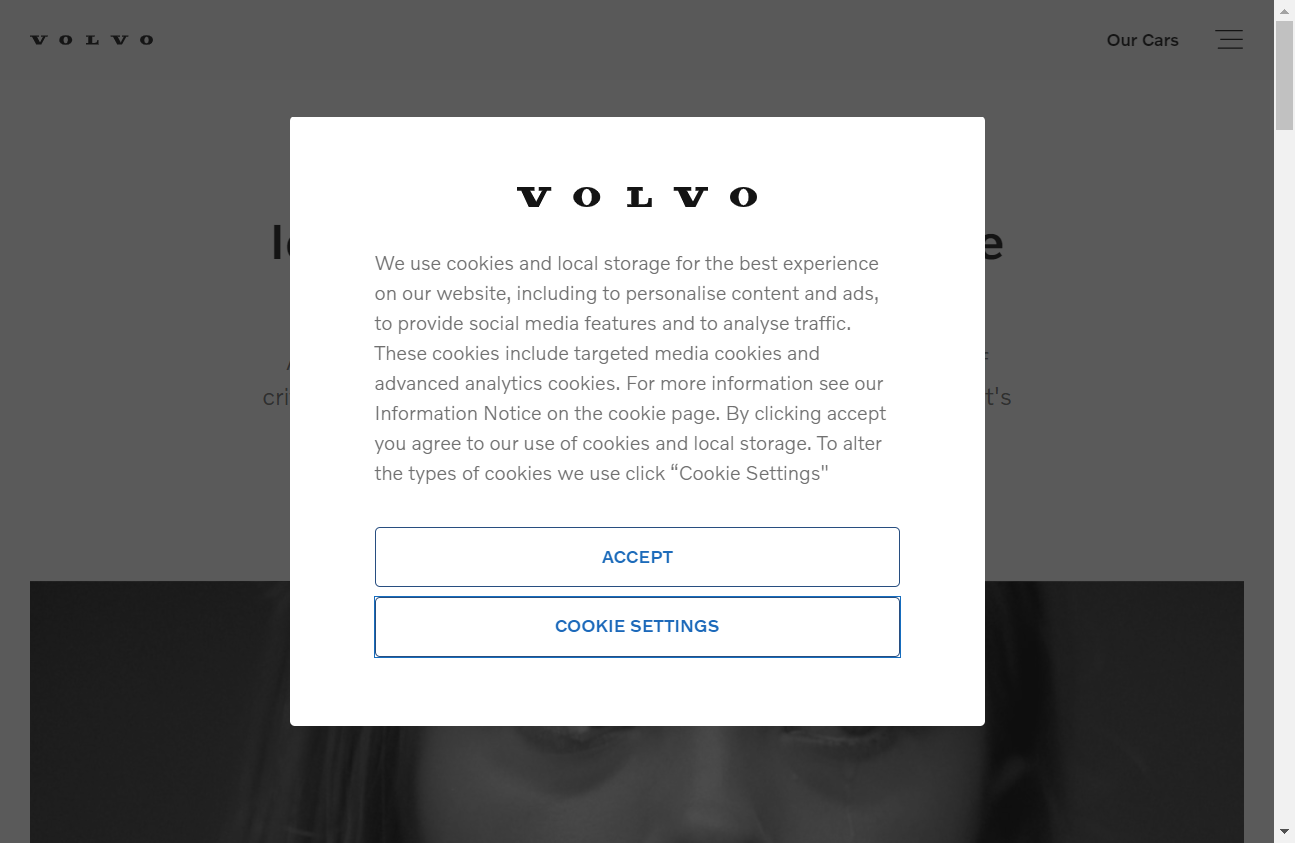 VOLVO
Our Cars
VOLVO
We use cookies and local storage for the best experience
on our website, including to personalise content and ads,
to provide social media features and to analyse traffic.
These cookies include targeted media cookies and
advanced analytics cookies. For more information see our
Information Notice on the cookie page. By clicking accept
you agree to our use of cookies and local storage. To alter
the types of cookies we use click “Cookie Settings"
ACCEPT
COOKIE SETTINGS